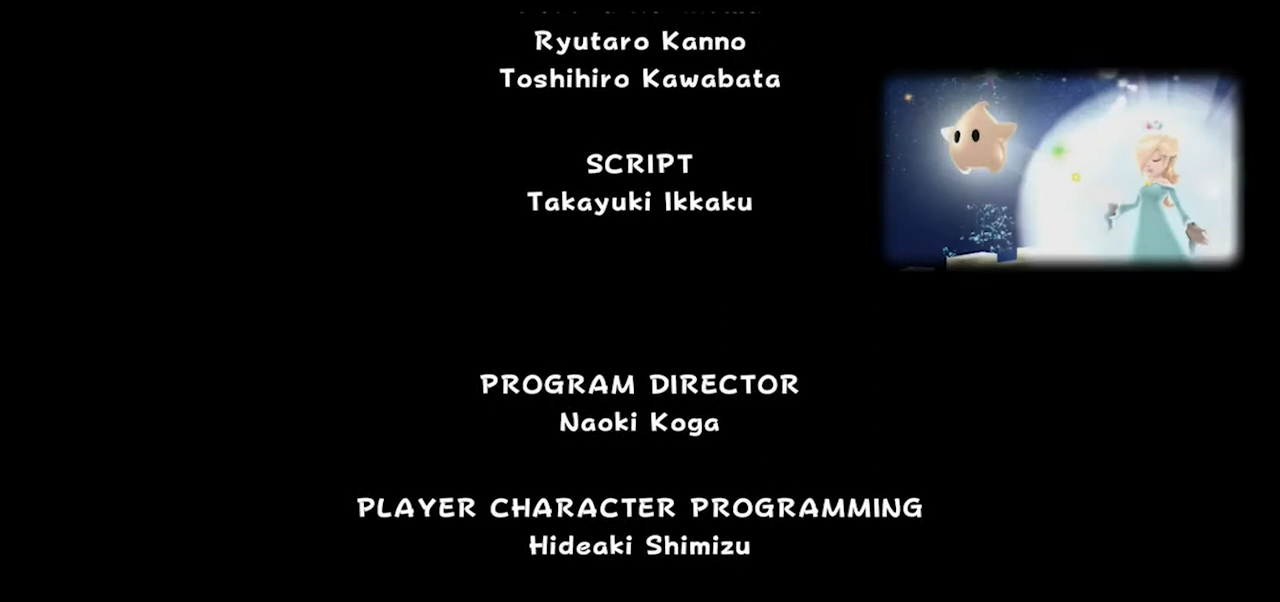 Ryutaro Kanno
Toshihiro Kawabata
SCRIPT
Takayuki Ikkaku
PROGRAM DIRECTOR
Naoki Koga
PLAYER CHARACTER PROGRAMMING
Hideaki Shimizu